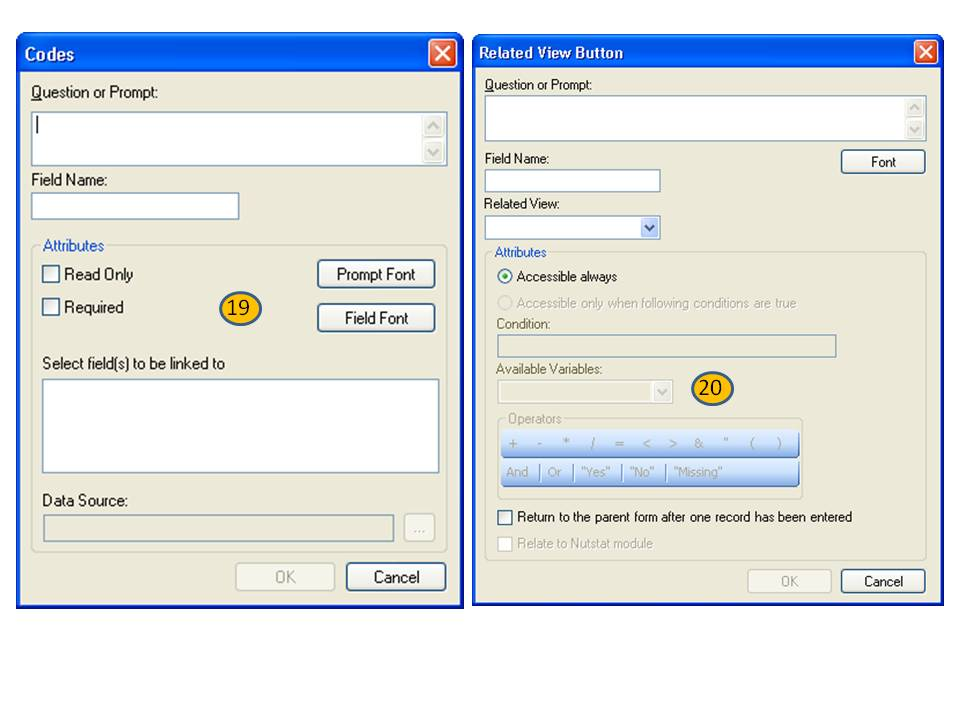 Codes
Question or Prompt:
Field Name:
Attributes
Read Only
Prompt Font
Required
19
Field Font
Select field(s) to be linked to
Data Source:
...
OK Cancel
Related View Button
Question or Prompt:
Field Name:
Font
Related View:
Attributes
Accessible always
Accessible only when following conditions are true
Condition:
Available Variables:
20
Operators
+ - * / = < > & " ( )
And Or "Yes" "No" "Missing"
Return to the parent form after one record has been entered
Relate to Nutstat module
OK Cancel